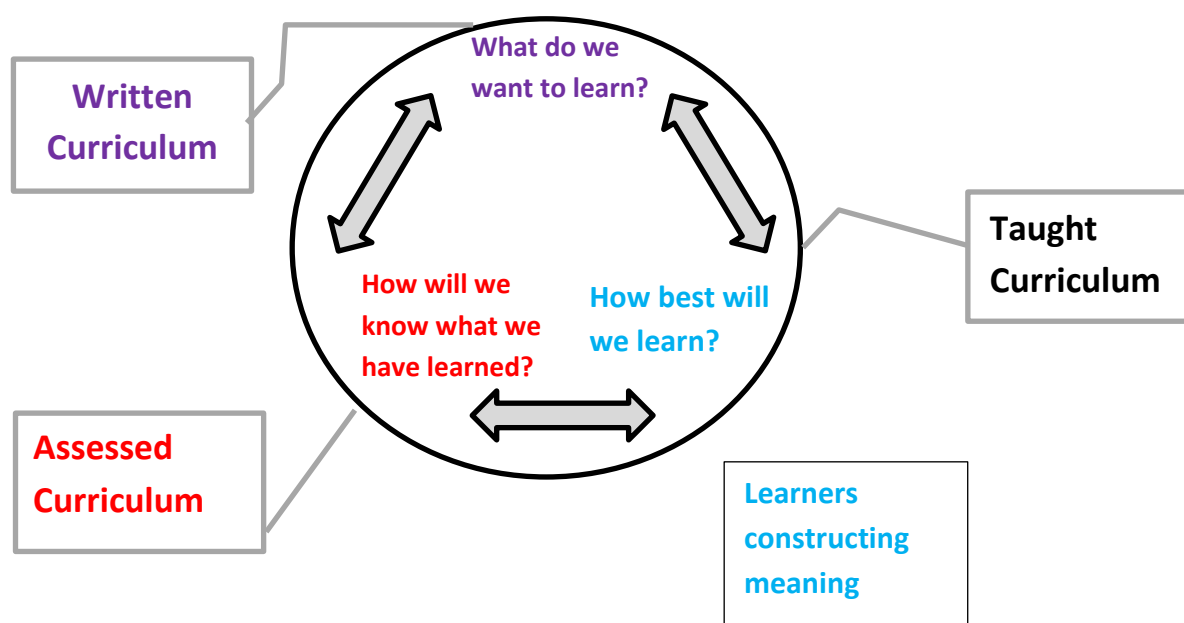 What do we
want to learn?
Written
Curriculum
Taught
Curriculum
How will we
know what we
have learned?
How best will
we learn?
Assessed
Curriculum
Learners
constructing
meaning